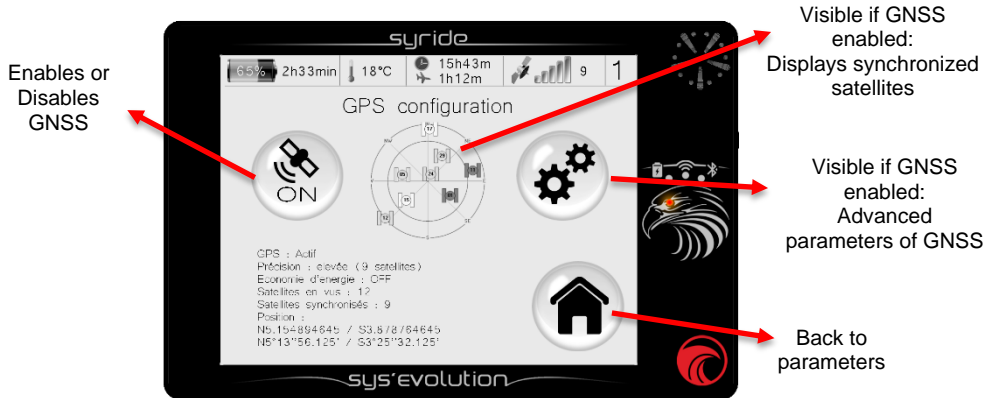 Visible if GNSS
enabled:
Displays synchronized
satellites
Enables or
Disables
GNSS
syride
65% 2h33min 18°C 15h43m 9 1
1h12m
GPS configuration
ON
Visible if GNSS
enabled:
Advanced
parameters of GNSS
GPS : Actif
Précision : elevée (9 satellites)
Economie d'energie : OFF
Satellites en vus : 12
Satellites synchronisés : 9
Position :
N5.154894645 / S3.878764645
N5°13"56.125' / S3°25"32.125'
Back to
parameters
sys'evolution